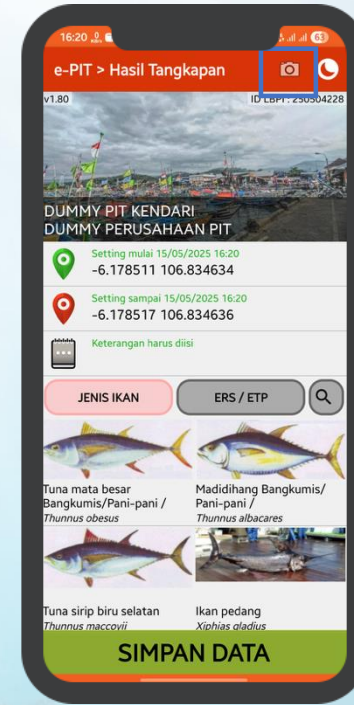 16:20
63
e-PIT > Hasil Tangkapan
v1.80
ID LBPI : 250504228
DUMMY PIT KENDARI
DUMMY PERUSAHAAN PIT
Setting mulai 15/05/2025 16:20
-6.178511 106.834634
Setting sampai 15/05/2025 16:20
-6.178517 106.834636
Keterangan harus diisi
JENIS IKAN
ERS / ETP
Tuna mata besar
Bangkumis/Pani-pani /
Thunnus obesus
Madidihang Bangkumis/
Pani-pani /
Thunnus albacares
Tuna sirip biru selatan
Thunnus maccoyii
Ikan pedang
Xiphias gladius
SIMPAN DATA